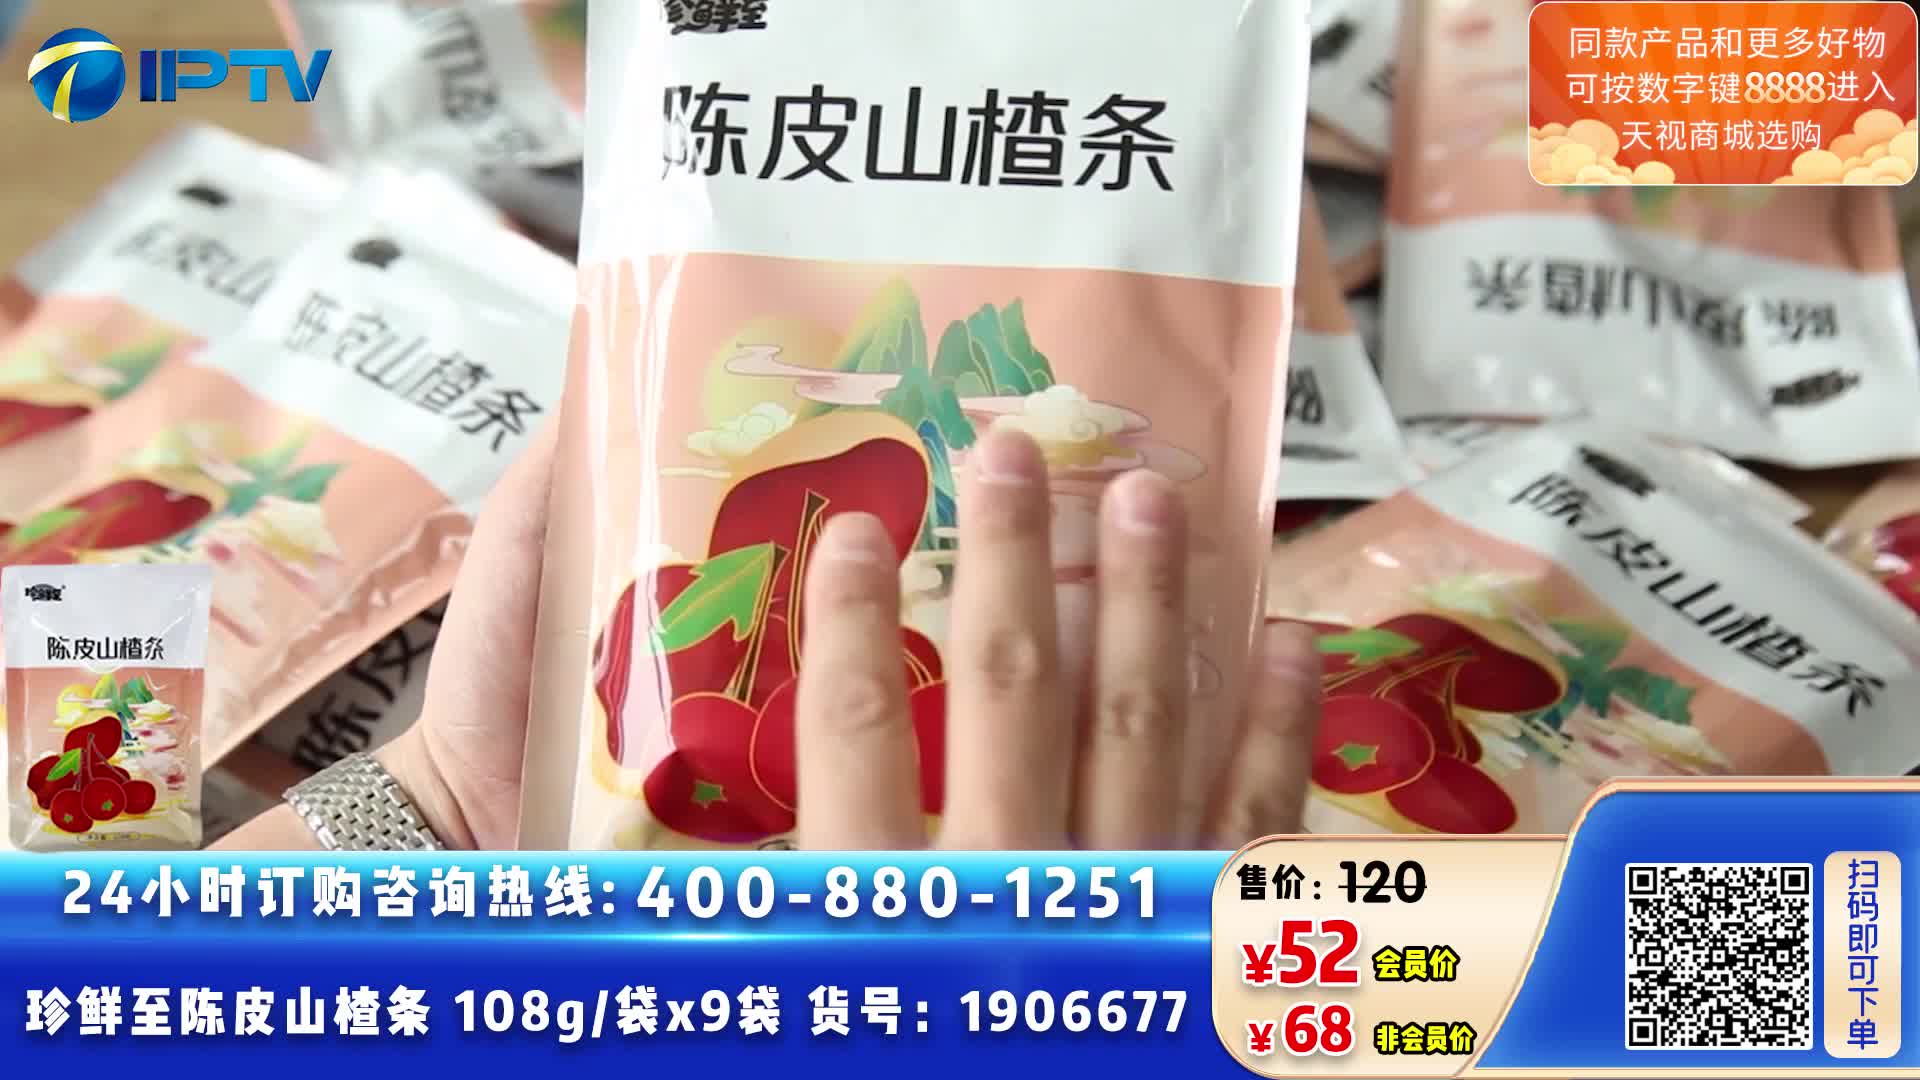 IPTV
同款产品和更多好物
可按数字键8888进入
天视商城选购
珍鲜至
陈皮山楂条
陈皮山楂条
陈皮山楂条
陈皮山楂条
陈皮山楂条
陈皮山楂条
24小时订购咨询热线:400-880-1251
珍鲜至陈皮山楂条 108g/袋x9袋 货号：1906677
售价：120
¥52 会员价
¥68 非会员价
扫码即可下单